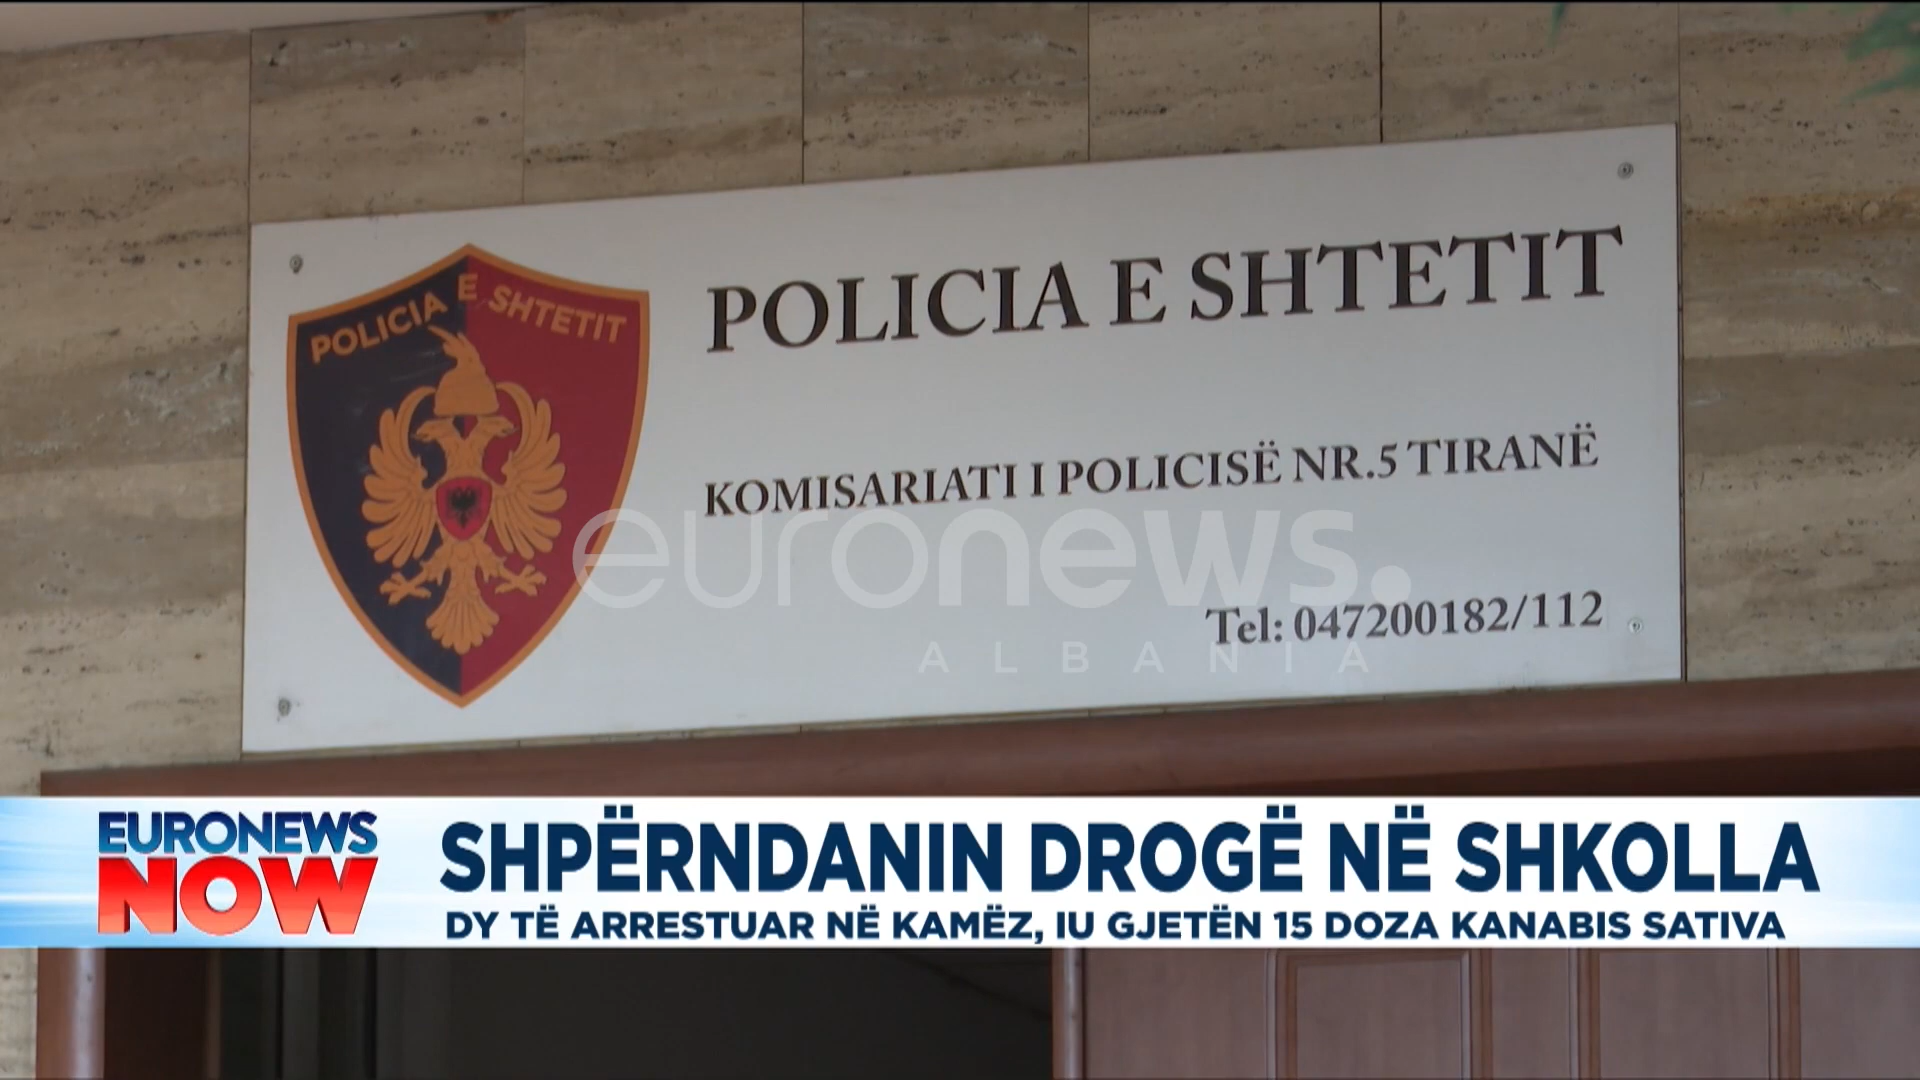 POLICIA E SHTETIT
POLICIA E SHTETIT
KOMISARIATI I POLICISË NR.5 TIRANË
euronews.
ALBANIA
Tel: 047200182/112
EURONEWS
NOW
SHPËRNDANIN DROGË NË SHKOLLA
DY TË ARRESTUAR NË KAMËZ, IU GJETËN 15 DOZA KANABIS SATIVA